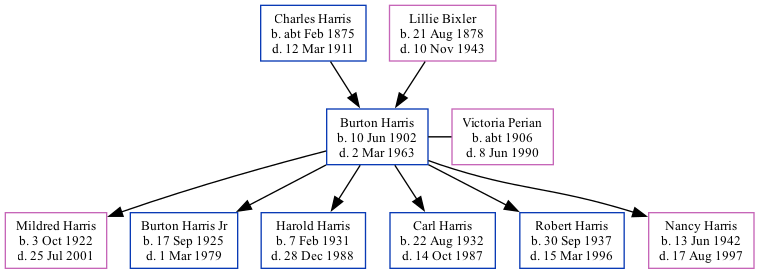 Charles Harris
b. abt Feb 1875
d. 12 Mar 1911
Lillie Bixler
b. 21 Aug 1878
d. 10 Nov 1943
Burton Harris
b. 10 Jun 1902
d. 2 Mar 1963
Victoria Perian
b. abt 1906
d. 8 Jun 1990
Mildred Harris
b. 3 Oct 1922
d. 25 Jul 2001
Burton Harris Jr
b. 17 Sep 1925
d. 1 Mar 1979
Harold Harris
b. 7 Feb 1931
d. 28 Dec 1988
Carl Harris
b. 22 Aug 1932
d. 14 Oct 1987
Robert Harris
b. 30 Sep 1937
d. 15 Mar 1996
Nancy Harris
b. 13 Jun 1942
d. 17 Aug 1997